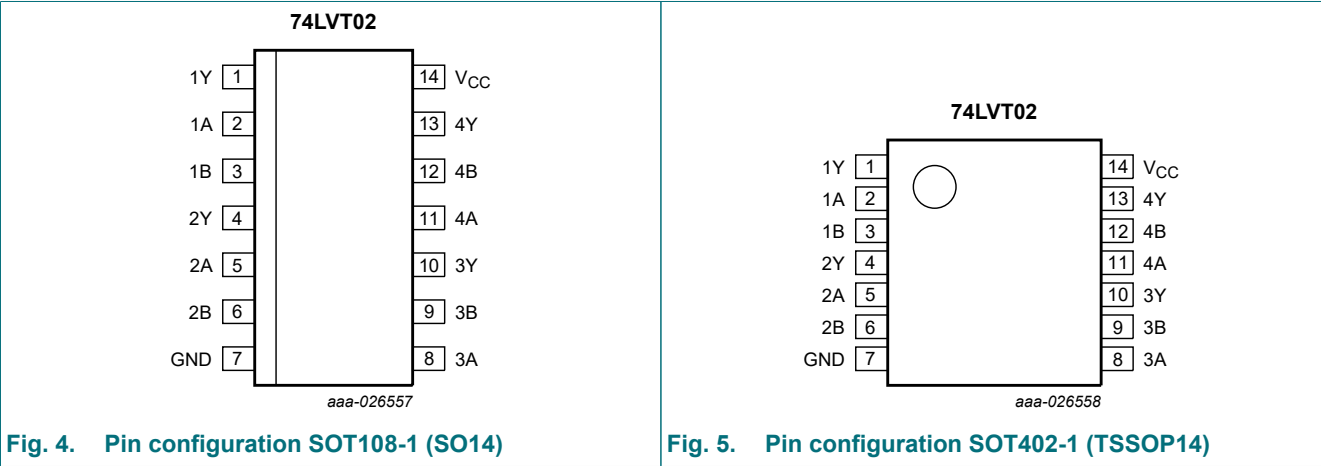 74LVT02
1Y 1 14 VCC
1A 2 13 4Y
1B 3 12 4B
2Y 4 11 4A
2A 5 10 3Y
2B 6 9 3B
GND 7 8 3A
aaa-026557
Fig. 4. Pin configuration SOT108-1 (SO14)
74LVT02
1Y 1 14 VCC
1A 2 13 4Y
1B 3 12 4B
2Y 4 11 4A
2A 5 10 3Y
2B 6 9 3B
GND 7 8 3A
aaa-026558
Fig. 5. Pin configuration SOT402-1 (TSSOP14)